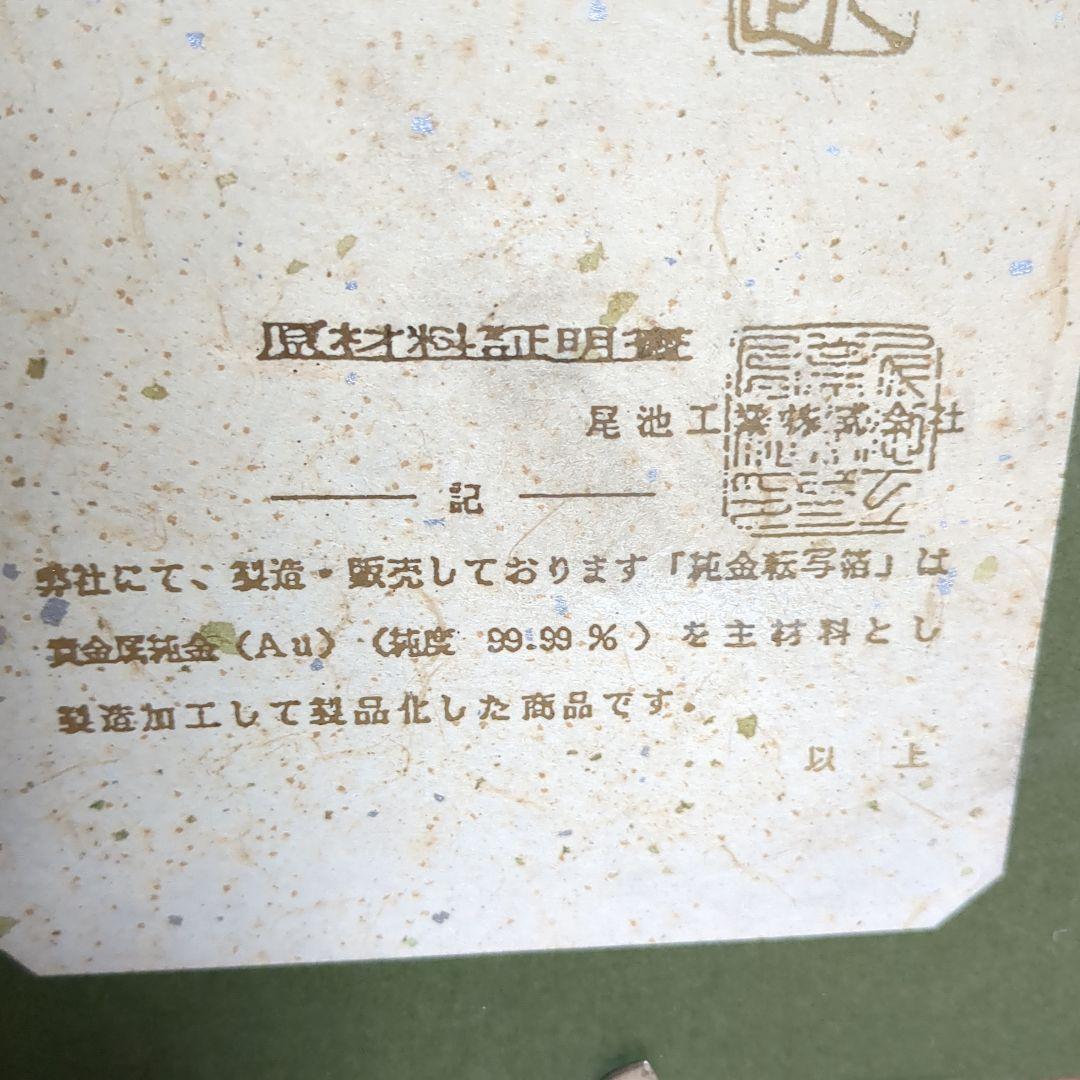 原材料証明書
尾池工業株式会社
記
弊社にて、製造・販売しております「純金転写箔」は
貴金属純金（Au）（純度 99.99％）を主材料とし
製造加工して製品化した商品です。
以 上